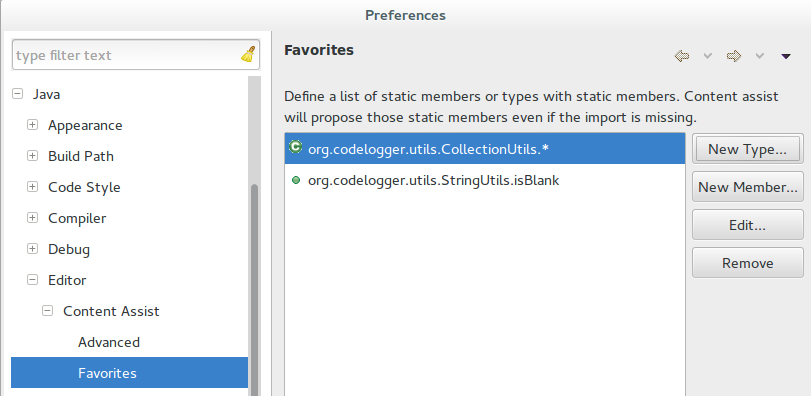 Preferences
type filter text
Java
Appearance
Build Path
Code Style
Compiler
Debug
Editor
Content Assist
Advanced
Favorites
Favorites
Define a list of static members or types with static members. Content assist
will propose those static members even if the import is missing.
org.codelogger.utils.CollectionUtils.*
org.codelogger.utils.StringUtils.isBlank
New Type...
New Member...
Edit...
Remove